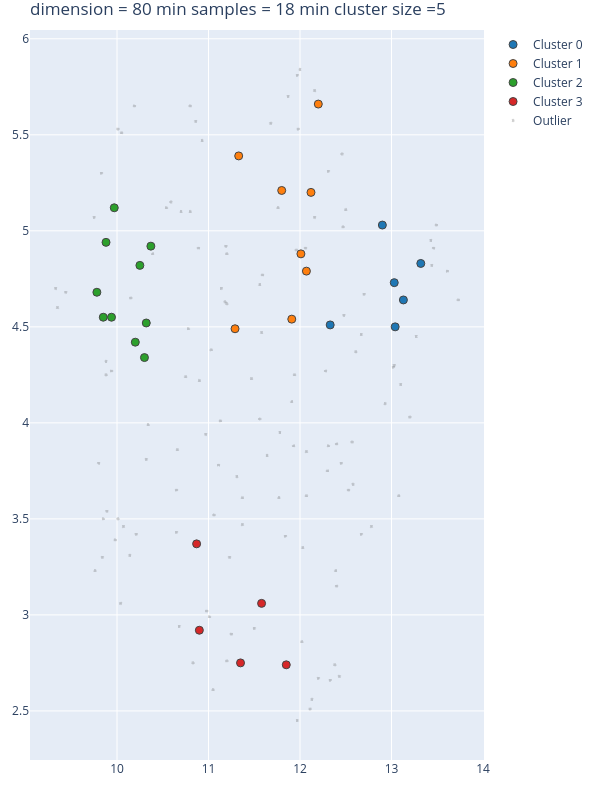 dimension = 80 min samples = 18 min cluster size =5
6
5.5
5
4.5
4
3.5
3
2.5
10
11
12
13
14
Cluster 0
Cluster 1
Cluster 2
Cluster 3
Outlier